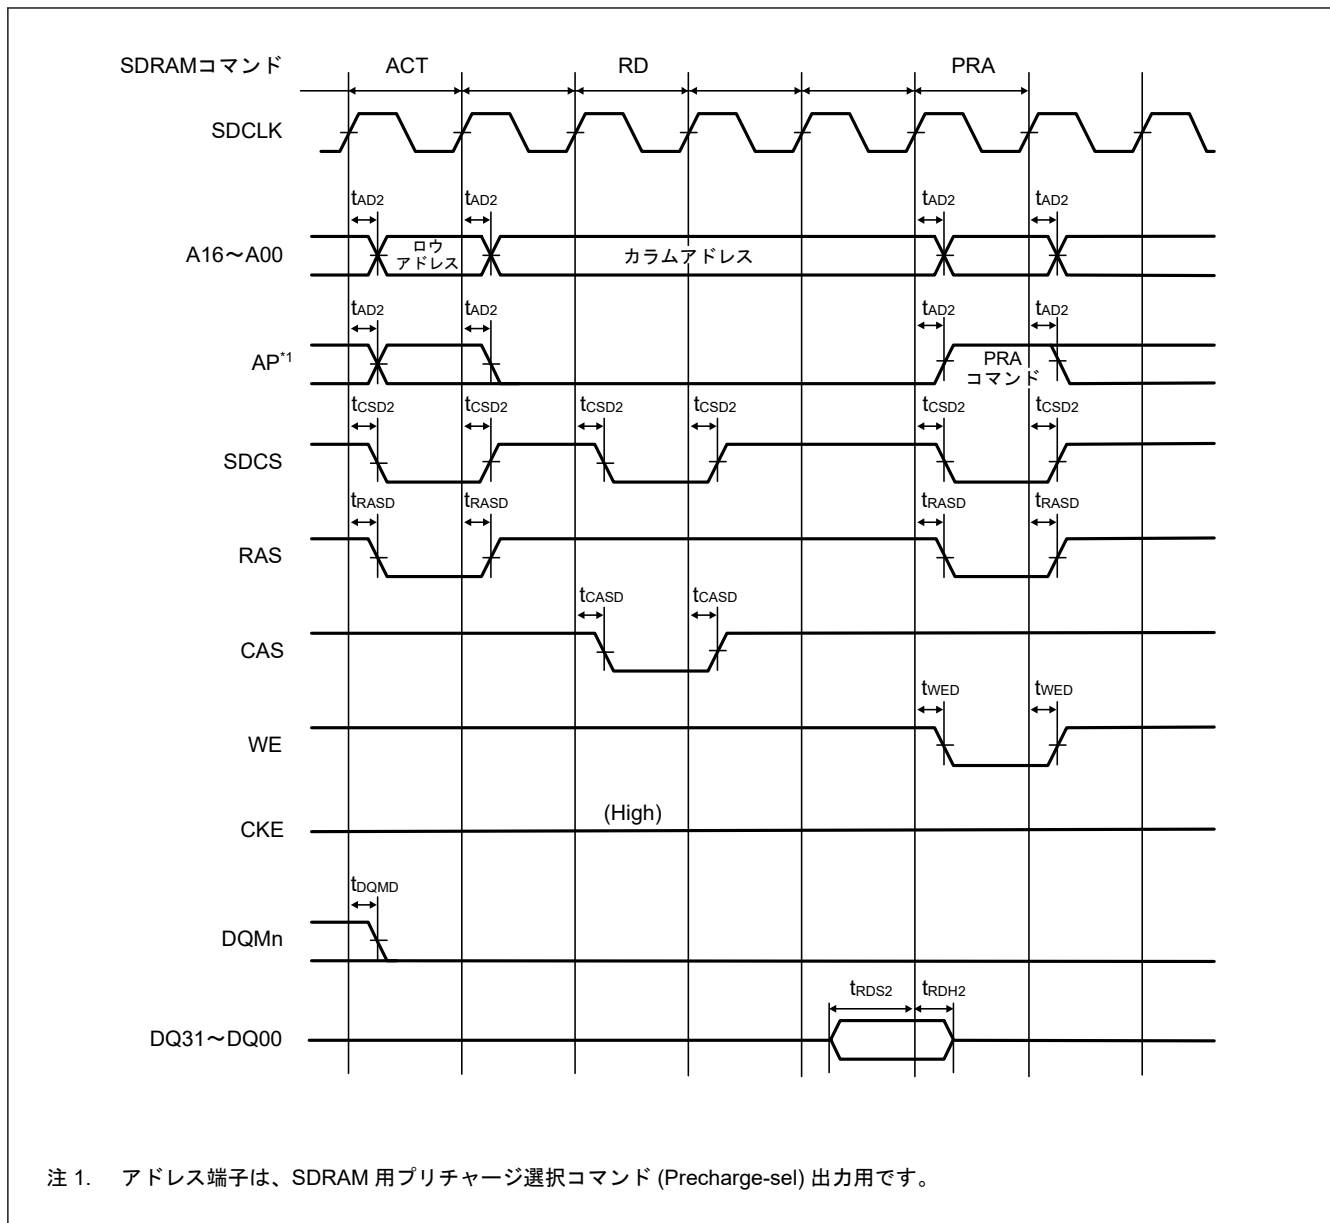 SDRAMコマンド ACT RD PRA
SDCLK
tAD2 tAD2 tAD2 tAD2
A16～A00 ロウ アドレス カラムアドレス
tAD2 tAD2 tAD2 tAD2
AP*1 PRA コマンド
tCSD2 tCSD2 tCSD2 tCSD2 tCSD2 tCSD2
SDCS
tRASD tRASD tRASD tRASD
RAS
tCASD tCASD
CAS
tWED tWED
WE
(High)
CKE
tDQMD
DQMn
tRDS2 tRDH2
DQ31～DQ00
注 1. アドレス端子は、SDRAM 用プリチャージ選択コマンド (Precharge-sel) 出力用です。